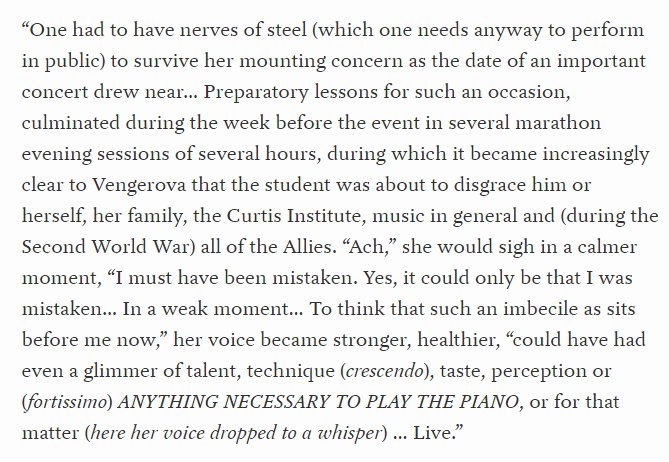 “One had to have nerves of steel (which one needs anyway to perform
in public) to survive her mounting concern as the date of an important
concert drew near... Preparatory lessons for such an occasion,
culminated during the week before the event in several marathon
evening sessions of several hours, during which it became increasingly
clear to Vengerova that the student was about to disgrace him or
herself, her family, the Curtis Institute, music in general and (during the
Second World War) all of the Allies. “Ach,” she would sigh in a calmer
moment, “I must have been mistaken. Yes, it could only be that I was
mistaken... In a weak moment... To think that such an imbecile as sits
before me now,” her voice became stronger, healthier, “could have had
even a glimmer of talent, technique (crescendo), taste, perception or
(fortissimo) ANYTHING NECESSARY TO PLAY THE PIANO, or for that
matter (here her voice dropped to a whisper) ... Live.”